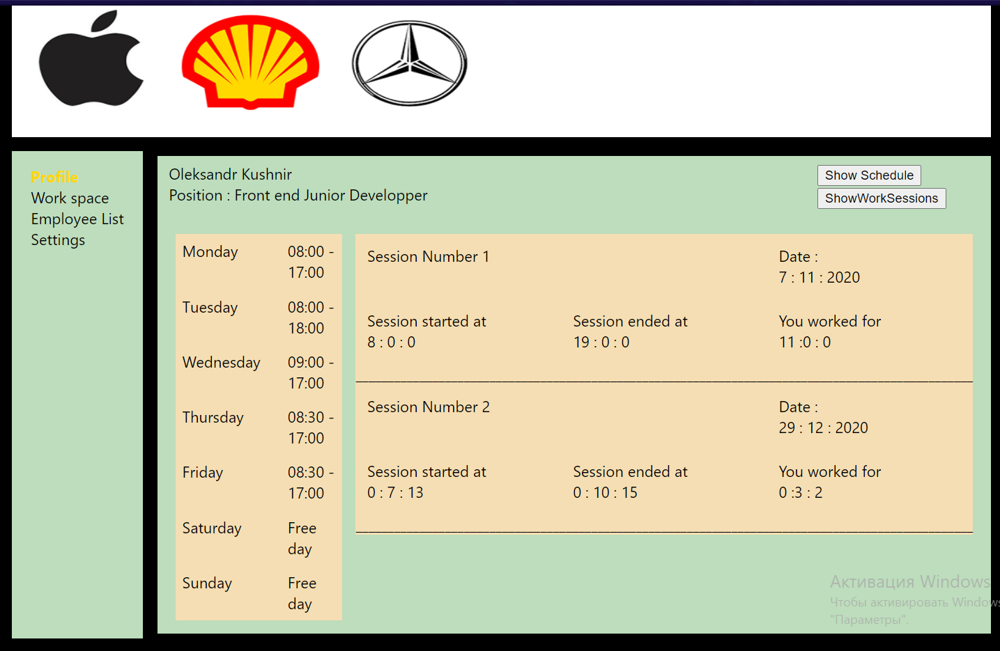 Profile
Work space
Employee List
Settings
Oleksandr Kushnir
Position : Front end Junior Developper
Show Schedule
ShowWorkSessions
Monday 08:00 -
17:00
Tuesday 08:00 -
18:00
Wednesday 09:00 -
17:00
Thursday 08:30 -
17:00
Friday 08:30 -
17:00
Saturday Free
day
Sunday Free
day
Session Number 1 Date :
7 : 11 : 2020
Session started at Session ended at You worked for
8 : 0 : 0 19 : 0 : 0 11 :0 : 0
Session Number 2 Date :
29 : 12 : 2020
Session started at Session ended at You worked for
0 : 7 : 13 0 : 10 : 15 0 :3 : 2
Активация Windows
Чтобы активировать Windows
"Параметры".